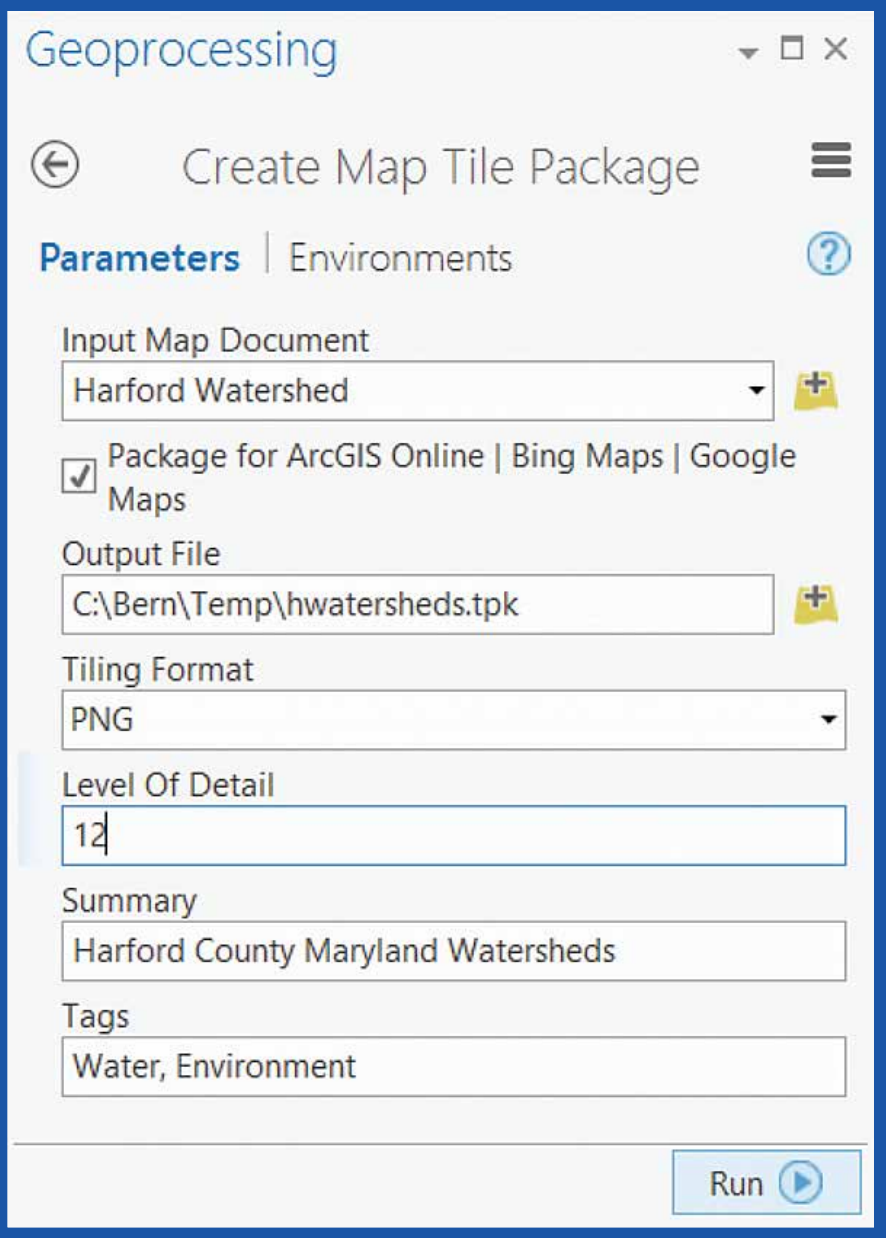 Geoprocessing
Create Map Tile Package
Parameters | Environments
?
Input Map Document
Harford Watershed
Package for ArcGIS Online | Bing Maps | Google
Maps
Output File
C:\Bern\Temp\hwatersheds.tpk
Tiling Format
PNG
Level Of Detail
12
Summary
Harford County Maryland Watersheds
Tags
Water, Environment
Run